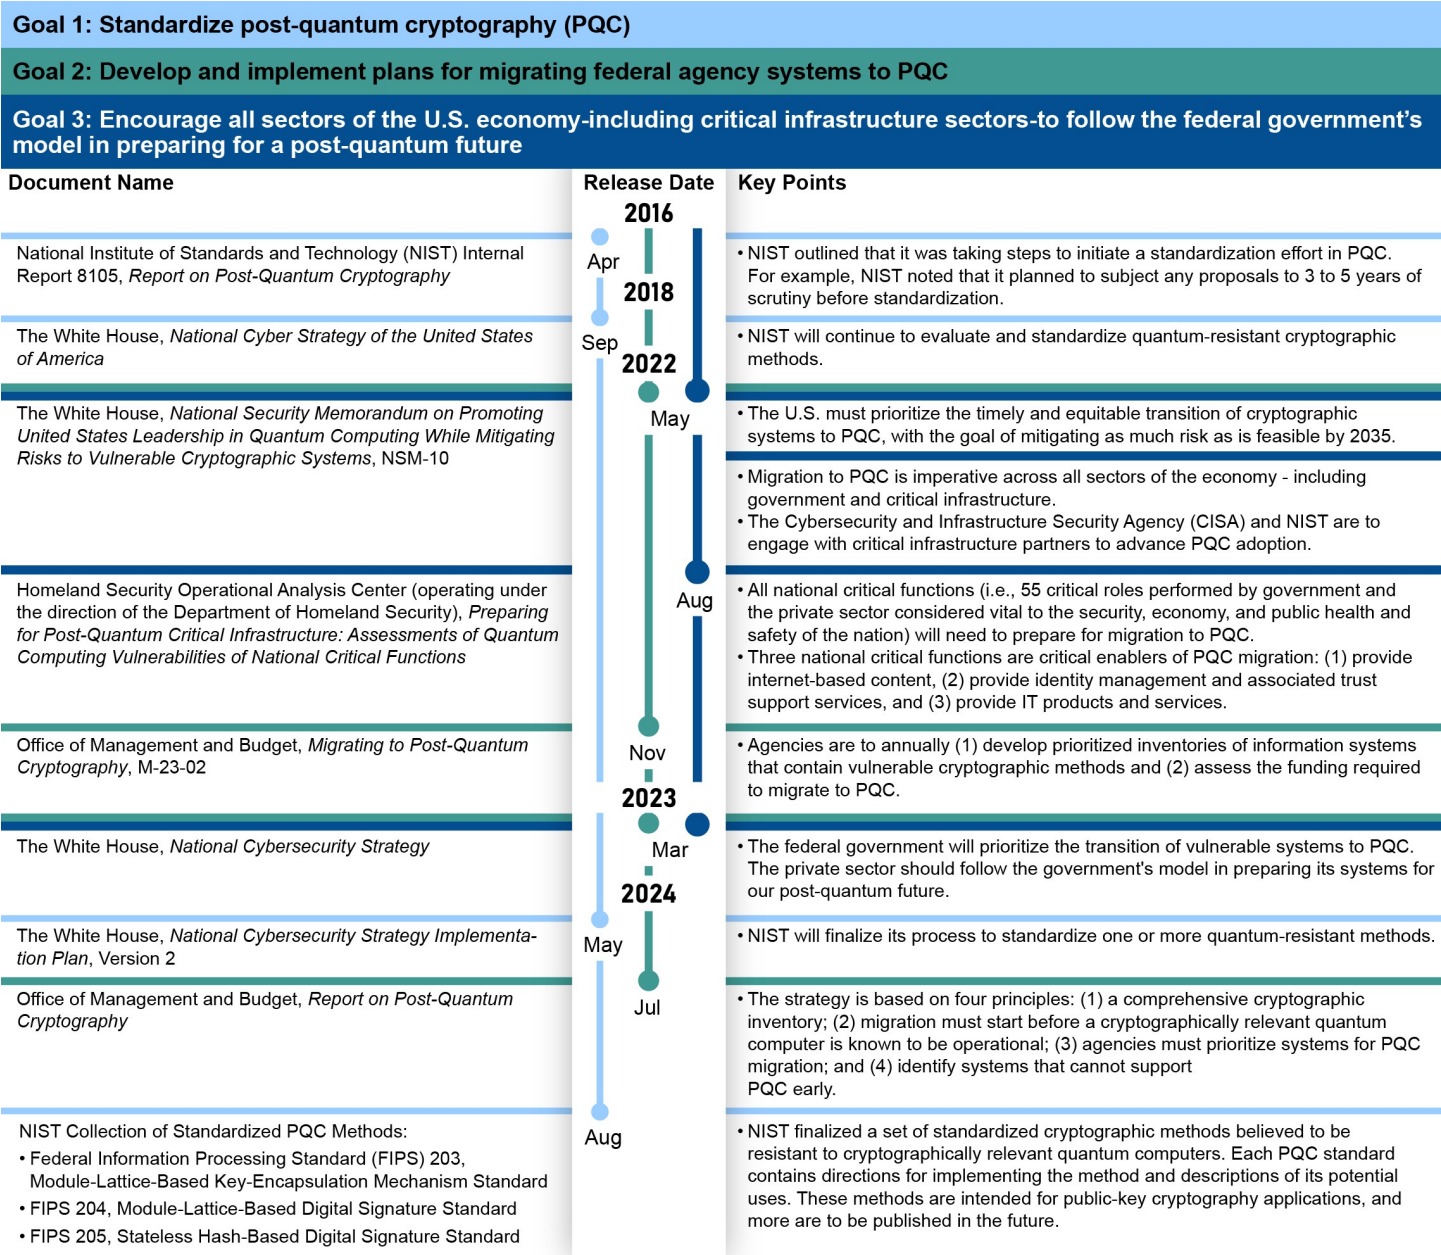 Goal 1: Standardize post-quantum cryptography (PQC)
Goal 2: Develop and implement plans for migrating federal agency systems to PQC
Goal 3: Encourage all sectors of the U.S. economy-including critical infrastructure sectors-to follow the federal government's
model in preparing for a post-quantum future
Document Name
Release Date
Key Points
2016
National Institute of Standards and Technology (NIST) Internal
Report 8105, Report on Post-Quantum Cryptography
Apr
• NIST outlined that it was taking steps to initiate a standardization effort in PQC.
For example, NIST noted that it planned to subject any proposals to 3 to 5 years of
scrutiny before standardization.
2018
The White House, National Cyber Strategy of the United States
of America
Sep
• NIST will continue to evaluate and standardize quantum-resistant cryptographic
methods.
2022
The White House, National Security Memorandum on Promoting
United States Leadership in Quantum Computing While Mitigating
Risks to Vulnerable Cryptographic Systems, NSM-10
May
• The U.S. must prioritize the timely and equitable transition of cryptographic
systems to PQC, with the goal of mitigating as much risk as is feasible by 2035.
• Migration to PQC is imperative across all sectors of the economy - including
government and critical infrastructure.
• The Cybersecurity and Infrastructure Security Agency (CISA) and NIST are to
engage with critical infrastructure partners to advance PQC adoption.
Homeland Security Operational Analysis Center (operating under
the direction of the Department of Homeland Security), Preparing
for Post-Quantum Critical Infrastructure: Assessments of Quantum
Computing Vulnerabilities of National Critical Functions
Aug
• All national critical functions (i.e., 55 critical roles performed by government and
the private sector considered vital to the security, economy, and public health and
safety of the nation) will need to prepare for migration to PQC.
• Three national critical functions are critical enablers of PQC migration: (1) provide
internet-based content, (2) provide identity management and associated trust
support services, and (3) provide IT products and services.
Office of Management and Budget, Migrating to Post-Quantum
Cryptography, M-23-02
Nov
• Agencies are to annually (1) develop prioritized inventories of information systems
that contain vulnerable cryptographic methods and (2) assess the funding required
to migrate to PQC.
2023
The White House, National Cybersecurity Strategy
Mar
• The federal government will prioritize the transition of vulnerable systems to PQC.
The private sector should follow the government's model in preparing its systems for
our post-quantum future.
2024
The White House, National Cybersecurity Strategy Implementa-
tion Plan, Version 2
May
• NIST will finalize its process to standardize one or more quantum-resistant methods.
Office of Management and Budget, Report on Post-Quantum
Cryptography
Jul
• The strategy is based on four principles: (1) a comprehensive cryptographic
inventory; (2) migration must start before a cryptographically relevant quantum
computer is known to be operational; (3) agencies must prioritize systems for PQC
migration; and (4) identify systems that cannot support
PQC early.
NIST Collection of Standardized PQC Methods:
• Federal Information Processing Standard (FIPS) 203,
Module-Lattice-Based Key-Encapsulation Mechanism Standard
• FIPS 204, Module-Lattice-Based Digital Signature Standard
• FIPS 205, Stateless Hash-Based Digital Signature Standard
Aug
• NIST finalized a set of standardized cryptographic methods believed to be
resistant to cryptographically relevant quantum computers. Each PQC standard
contains directions for implementing the method and descriptions of its potential
uses. These methods are intended for public-key cryptography applications, and
more are to be published in the future.